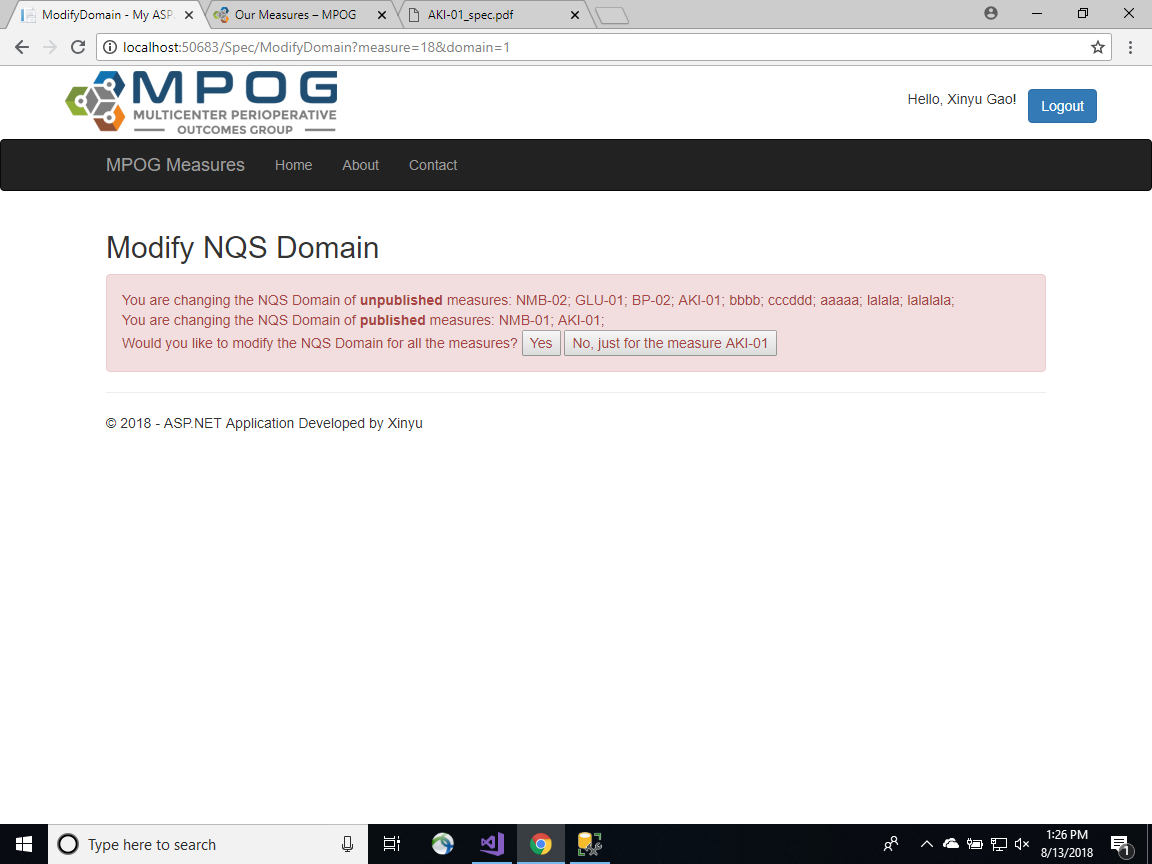 ModifyDomain - My ASP
Our Measures – MPOG
AKI-01_spec.pdf
localhost:50683/Spec/ModifyDomain?measure=18&domain=1
MPOG
MULTICENTER PERIOPERATIVE
OUTCOMES GROUP
Hello, Xinyu Gao!
Logout
MPOG Measures Home About Contact
Modify NQS Domain
You are changing the NQS Domain of unpublished measures: NMB-02; GLU-01; BP-02; AKI-01; bbbb; cccddd; aaaaa; lalala; lalalala;
You are changing the NQS Domain of published measures: NMB-01; AKI-01;
Would you like to modify the NQS Domain for all the measures? Yes No, just for the measure AKI-01
© 2018 - ASP.NET Application Developed by Xinyu
Type here to search
1:26 PM
8/13/2018
1